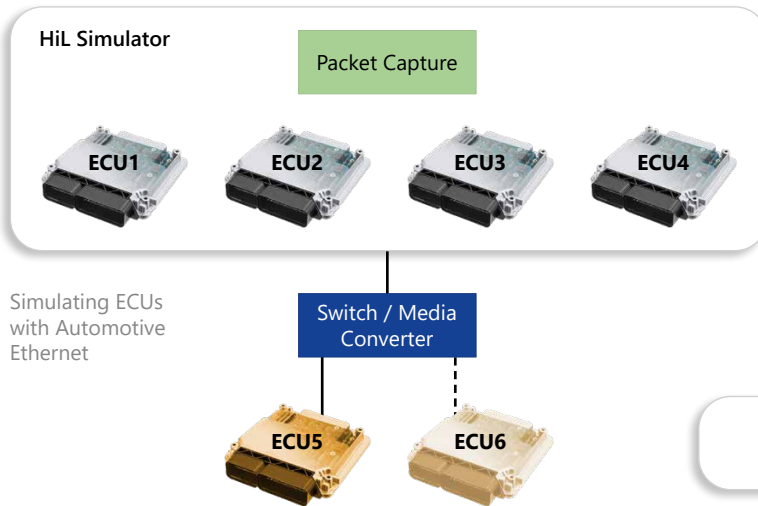 HiL Simulator
Packet Capture
ECU1
ECU2
ECU3
ECU4
Simulating ECUs
with Automotive
Ethernet
Switch / Media
Converter
ECU5
ECU6